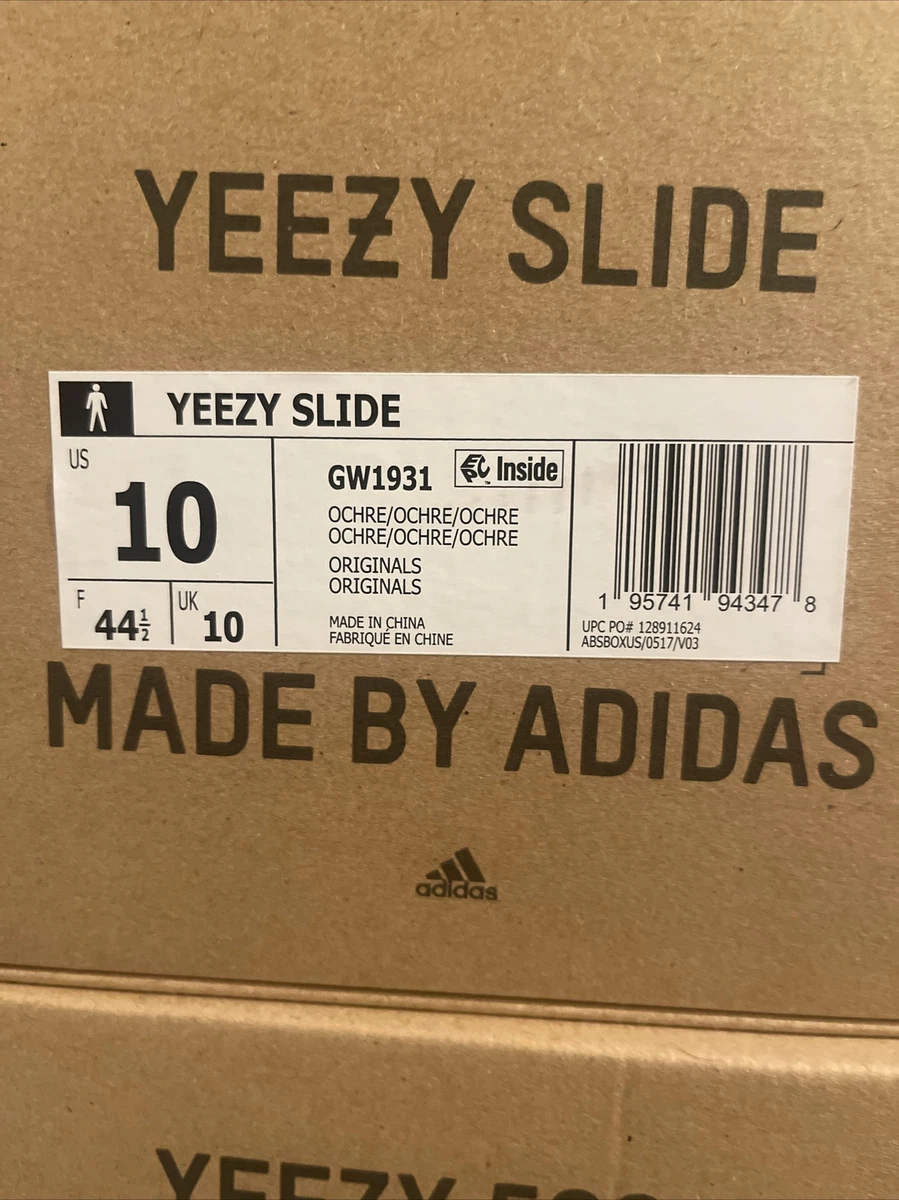 YEEZY SLIDE
YEEZY SLIDE
US
10
F
44½
UK
10
GW1931
EPC™ Inside
OCHRE/OCHRE/OCHRE
OCHRE/OCHRE/OCHRE
ORIGINALS
ORIGINALS
MADE IN CHINA
FABRIQUÉ EN CHINE
1 95741 94347 8
UPC PO# 128911624
ABSBOXUS/0517/V03
MADE BY ADIDAS
adidas
YEEZY